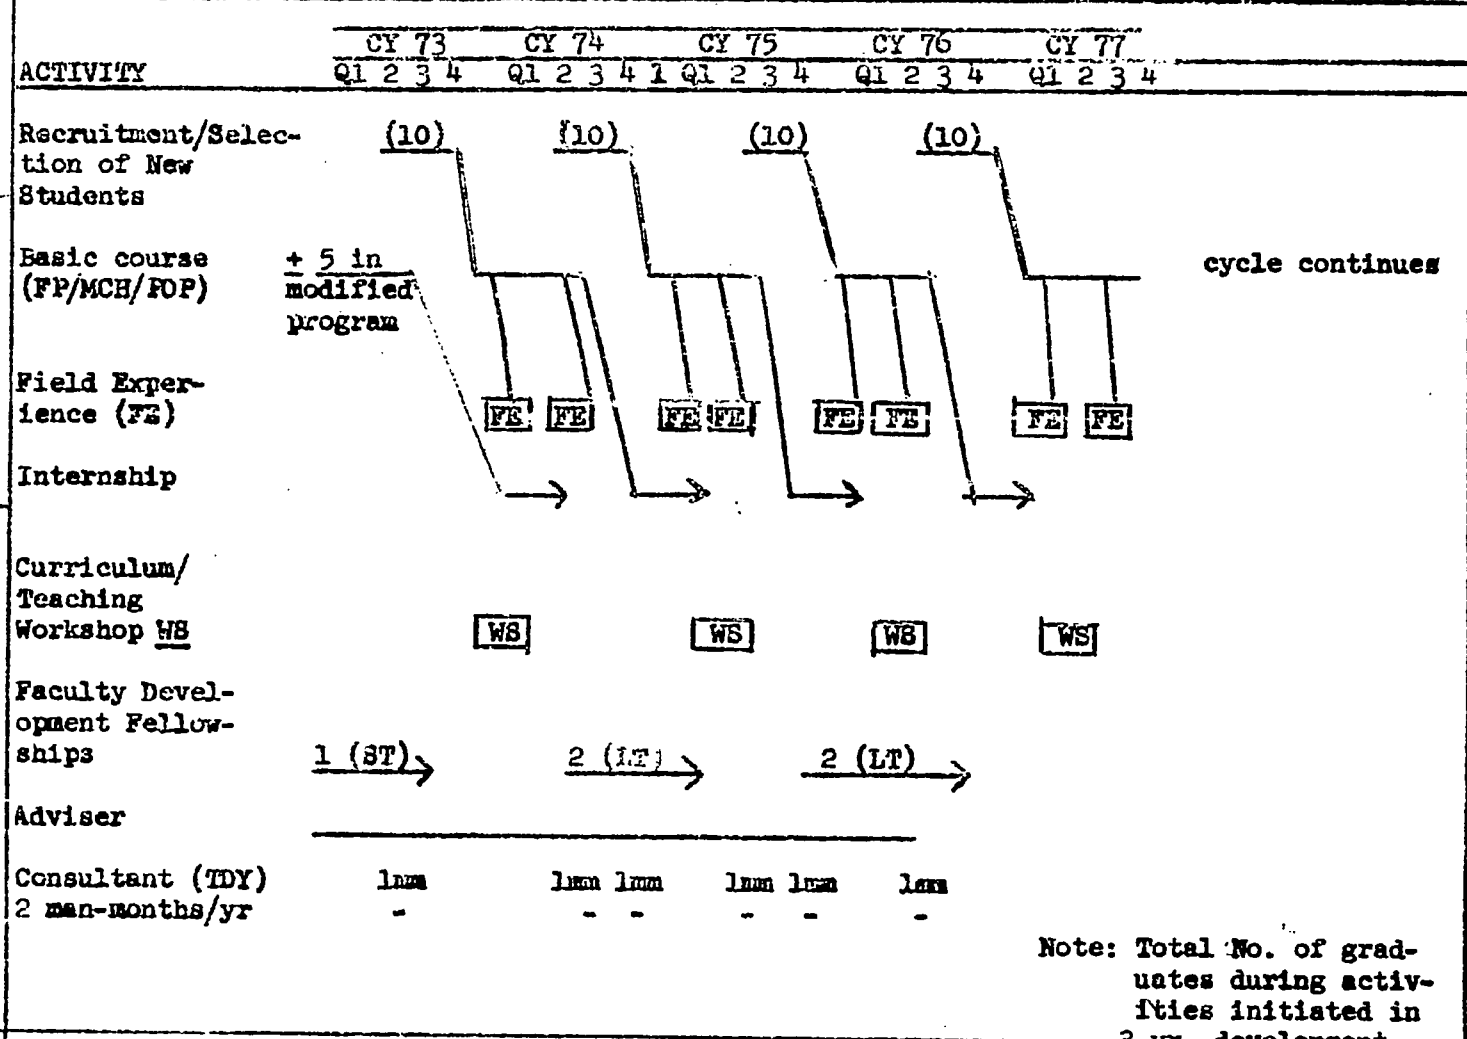 CY 73 CY 74 CY 75 CY 76 CY 77
ACTIVITY Q1 2 3 4 Q1 2 3 4 1 Q1 2 3 4 Q1 2 3 4 Q1 2 3 4
Recruitment/Selec- (10) (10) (10) (10)
tion of New
Students
Basic course + 5 in cycle continues
(FP/MCH/POP) modified
program
Field Exper-
ience (FE) FE FE FE FE FE FE FE FE
Internship
Curriculum/
Teaching
Workshop WS WS WS WS WS
Faculty Devel-
opment Fellow-
ships 1 (ST) 2 (LT) 2 (LT)
Adviser
Consultant (TDY) 1mm 1mm 1mm 1mm 1mm 1mm
2 man-months/yr - - - - - -
Note: Total No. of grad-
uates during activ-
ities initiated in
yr. development